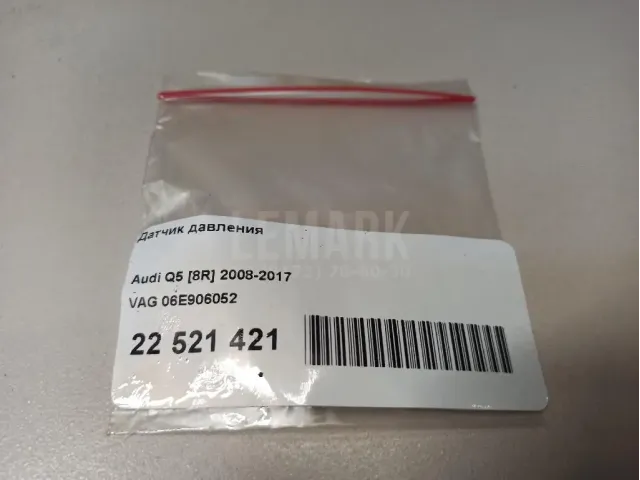 LEMARK
Датчик давления
Audi Q5 [8R] 2008-2017
VAG 06E906052
22 521 421